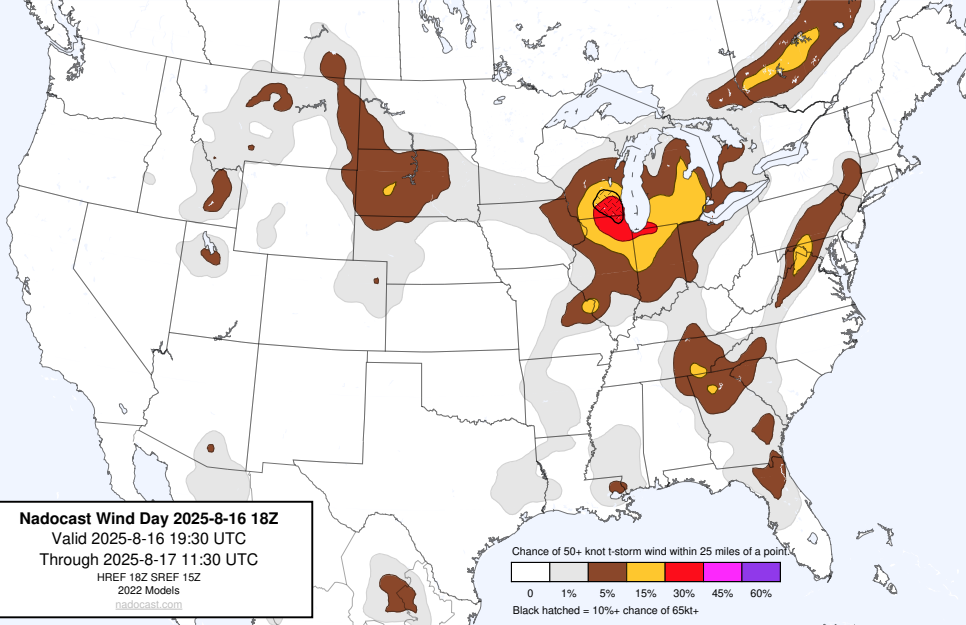 Nadocast Wind Day 2025-8-16 18Z
Valid 2025-8-16 19:30 UTC
Through 2025-8-17 11:30 UTC
HREF 18Z SREF 15Z
2022 Models
nadocast.com
Chance of 50+ knot t-storm wind within 25 miles of a point.
0 1% 5% 15% 30% 45% 60%
Black hatched = 10%+ chance of 65kt+